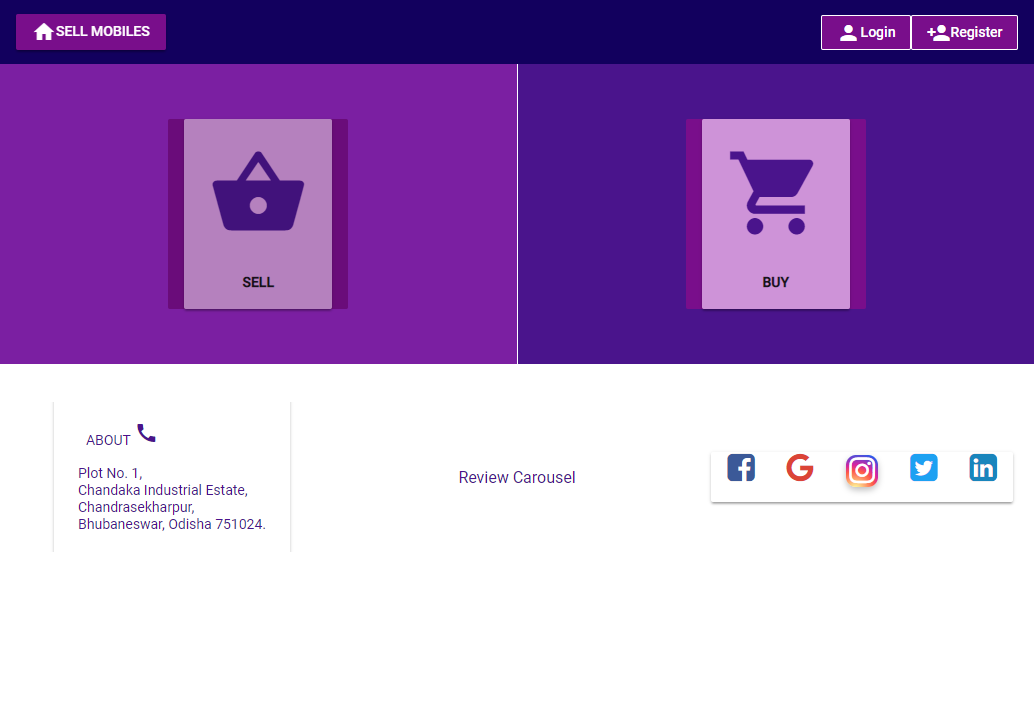 SELL MOBILES
Login
Register
SELL
BUY
ABOUT
Plot No. 1,
Chandaka Industrial Estate,
Chandrasekharpur,
Bhubaneswar, Odisha 751024.
Review Carousel